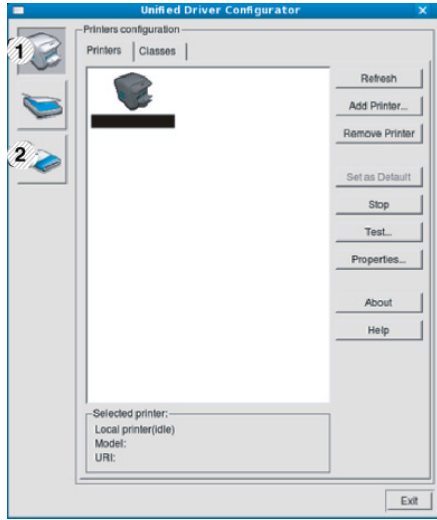 Unified Driver Configurator
Printers configuration
1
Printers
Classes
Refresh
Add Printer...
Remove Printer
2
Set as Default
Stop
Test...
Properties...
About
Help
Selected printer:
Local printer(idle)
Model:
URI:
Exit